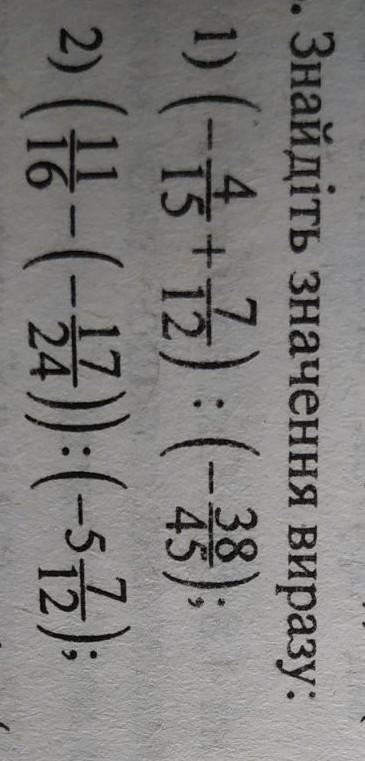 . Знайдіть значення виразу:
1) (-4/15 + 7/12) : (-38/45);
2) (11/16 - (-17/24)) : (-5 7/12);